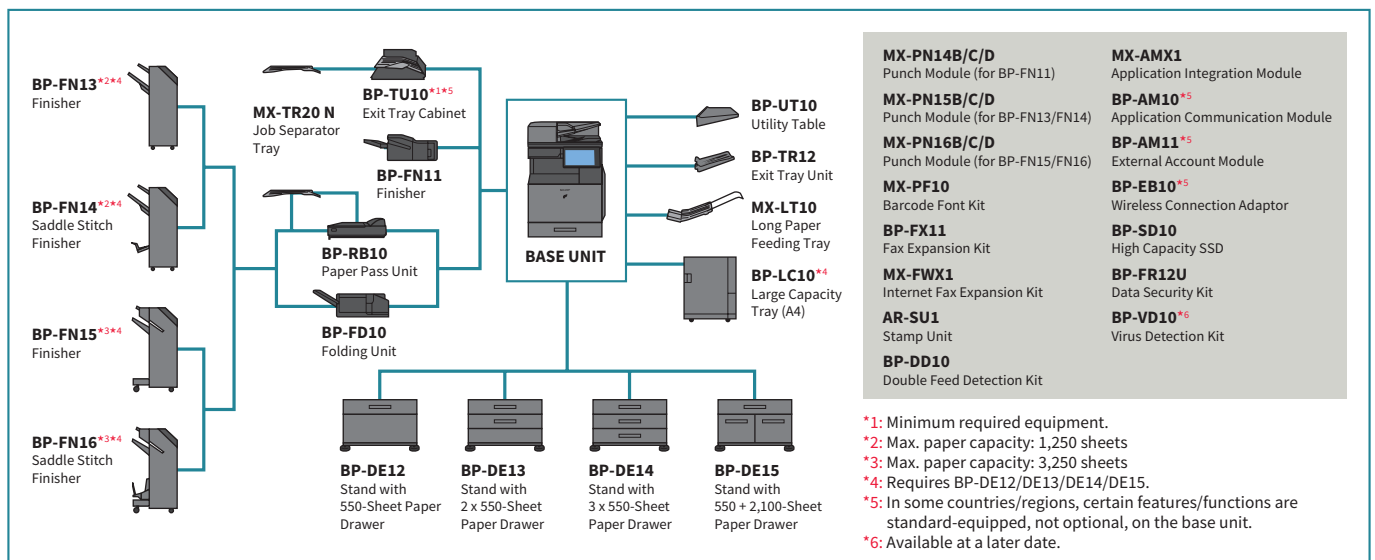 BP-FN13*2*4
Finisher
BP-FN14*2*4
Saddle Stitch
Finisher
BP-FN15*3*4
Finisher
BP-FN16*3*4
Saddle Stitch
Finisher
MX-TR20 N
Job Separator
Tray
BP-TU10*1*5
Exit Tray Cabinet
BP-FN11
Finisher
BP-RB10
Paper Pass Unit
BP-FD10
Folding Unit
BASE UNIT
BP-UT10
Utility Table
BP-TR12
Exit Tray Unit
MX-LT10
Long Paper
Feeding Tray
BP-LC10*4
Large Capacity
Tray (A4)
BP-DE12
Stand with
550-Sheet Paper
Drawer
BP-DE13
Stand with
2 x 550-Sheet
Paper Drawer
BP-DE14
Stand with
3 x 550-Sheet
Paper Drawer
BP-DE15
Stand with
550 + 2,100-Sheet
Paper Drawer
MX-PN14B/C/D
Punch Module (for BP-FN11)
MX-PN15B/C/D
Punch Module (for BP-FN13/FN14)
MX-PN16B/C/D
Punch Module (for BP-FN15/FN16)
MX-PF10
Barcode Font Kit
BP-FX11
Fax Expansion Kit
MX-FWX1
Internet Fax Expansion Kit
AR-SU1
Stamp Unit
BP-DD10
Double Feed Detection Kit
MX-AMX1
Application Integration Module
BP-AM10*5
Application Communication Module
BP-AM11*5
External Account Module
BP-EB10*5
Wireless Connection Adaptor
BP-SD10
High Capacity SSD
BP-FR12U
Data Security Kit
BP-VD10*6
Virus Detection Kit
*1: Minimum required equipment.
*2: Max. paper capacity: 1,250 sheets
*3: Max. paper capacity: 3,250 sheets
*4: Requires BP-DE12/DE13/DE14/DE15.
*5: In some countries/regions, certain features/functions are
standard-equipped, not optional, on the base unit.
*6: Available at a later date.